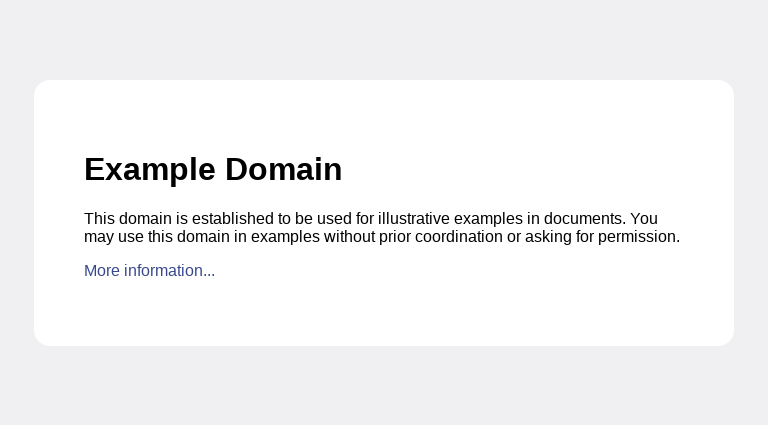 Example Domain
This domain is established to be used for illustrative examples in documents. You
may use this domain in examples without prior coordination or asking for permission.
More information...